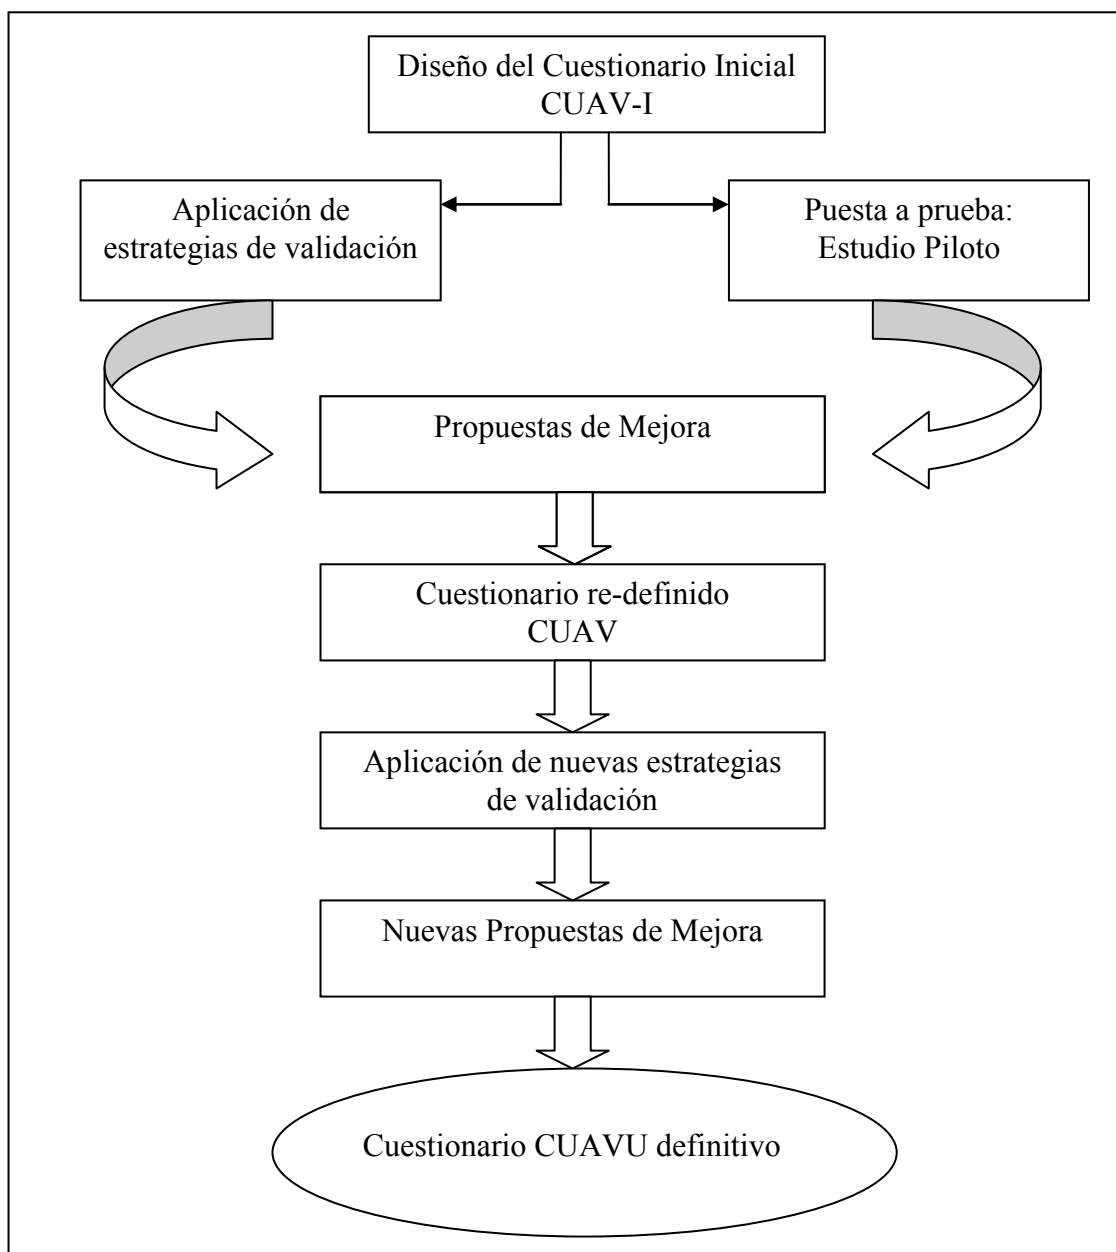 Diseño del Cuestionario Inicial
CUAV-I
Aplicación de
estrategias de validación
Puesta a prueba:
Estudio Piloto
Propuestas de Mejora
Cuestionario re-definido
CUAV
Aplicación de nuevas estrategias
de validación
Nuevas Propuestas de Mejora
Cuestionario CUAVU definitivo